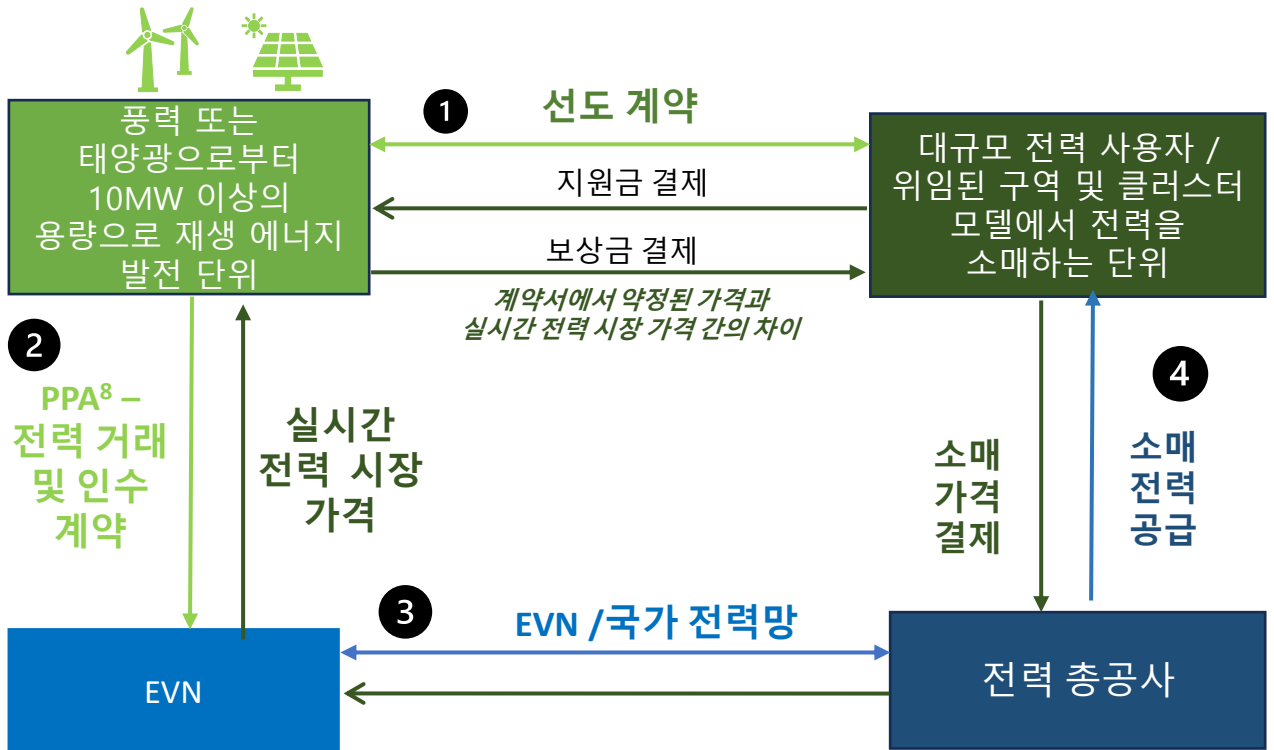 풍력 또는
태양광으로부터
10MW 이상의
용량으로 재생 에너지
발전 단위
1
선도 계약
지원금 결제
보상금 결제
계약서에서 약정된 가격과
실시간 전력 시장 가격 간의 차이
대규모 전력 사용자 /
위임된 구역 및 클러스터
모델에서 전력을
소매하는 단위
2
PPA⁸ –
전력 거래
및 인수
계약
실시간
전력 시장
가격
소매
가격
결제
4
소매
전력
공급
3
EVN /국가 전력망
EVN
전력 총공사